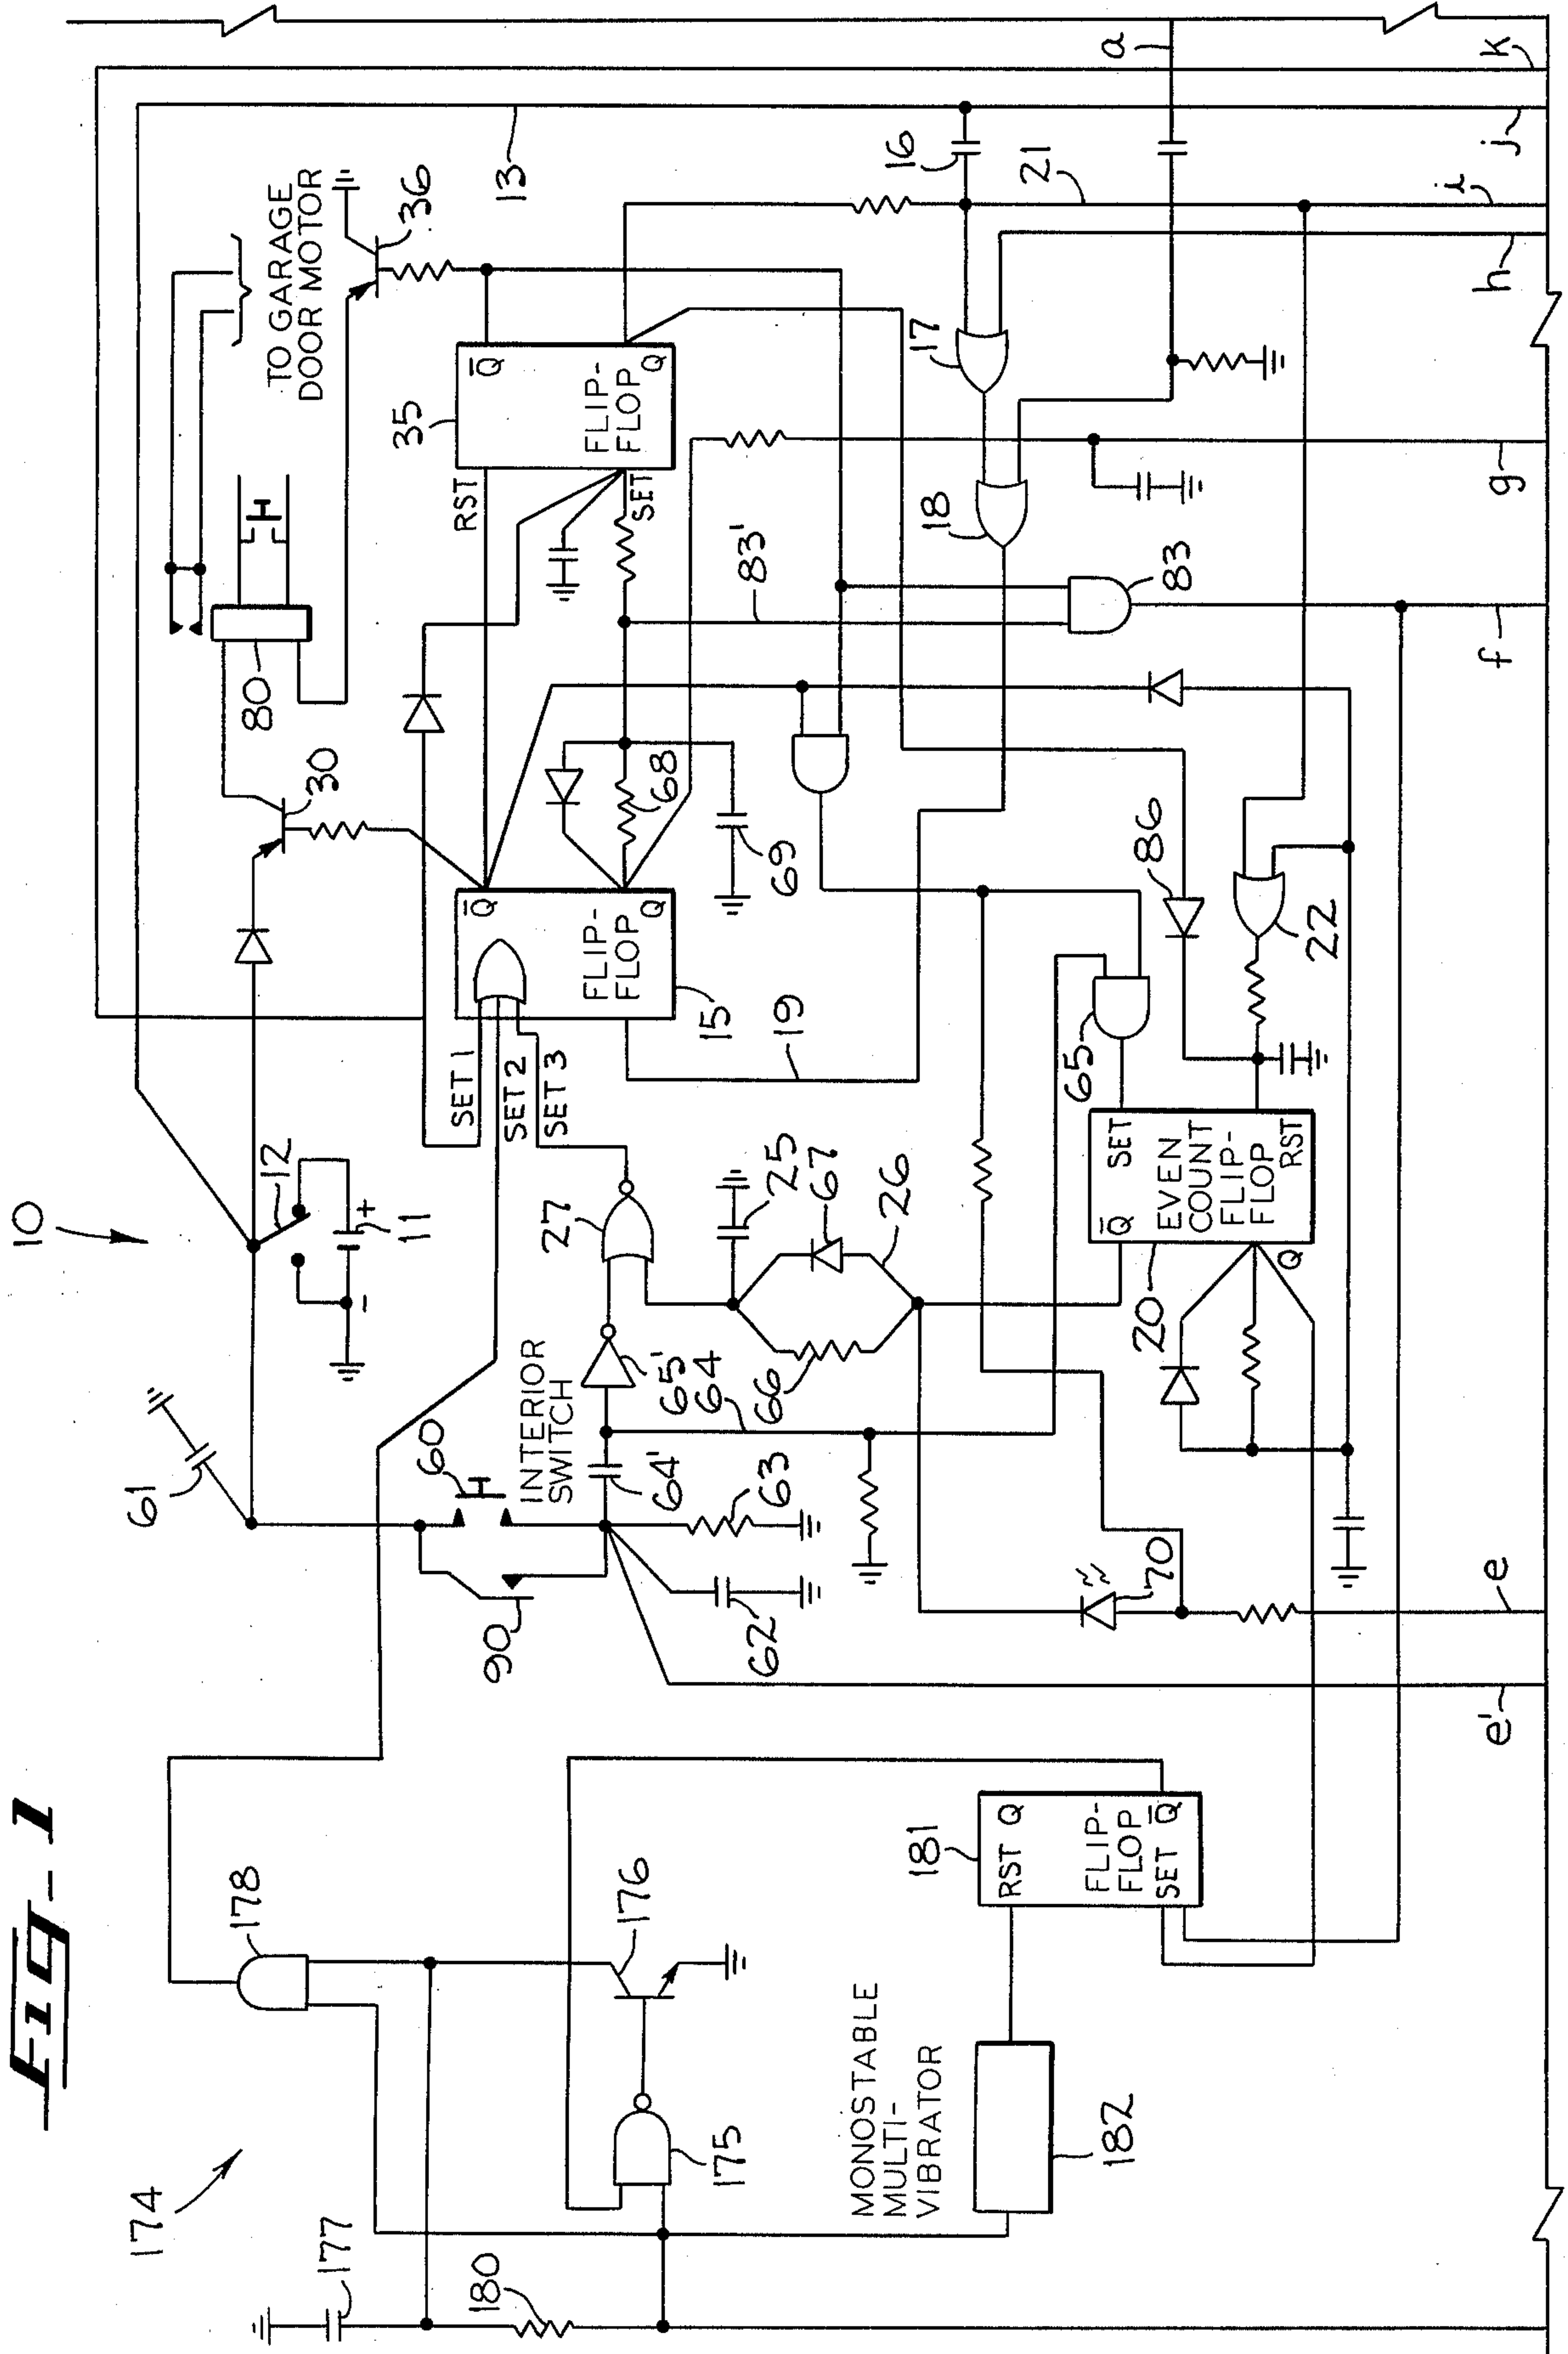 Fig-1
10
174
177
180
178
176
175
MONOSTABLE
MULTI-
VIBRATOR
182
181
RST Q
FLIP-
FLOP
SET Q̅
61
12
11
+
-
60
INTERIOR
SWITCH
90
62
63
64'
65'
64
66
67
26
25
27
70
20
Q̅ SET
EVEN
COUNT
FLIP-
FLOP
Q RST
65
86
22
SET 1
SET 2
SET 3
15
Q̅
FLIP-
FLOP
Q
19
30
68
69
80
TO GARAGE
DOOR MOTOR
36
35
RST
Q̅
FLIP-
FLOP
SET
Q
83'
83
18
17
16
21
13
a
k
j
i
h
g
f
e
e'